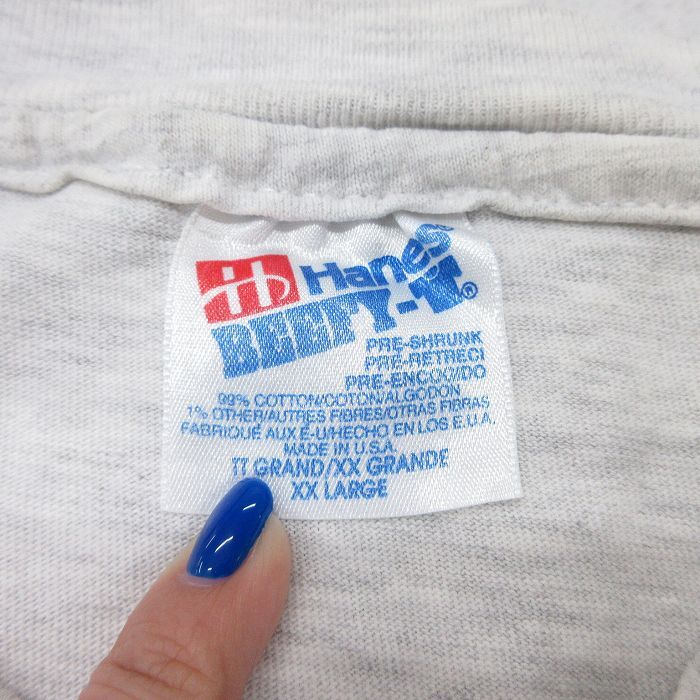 Hanes
BEEFY-T®
PRE-SHRUNK
PRE-RETRECI
PRE-ENCOGIDO
99% COTTON/COTON/ALGODON
1% OTHER/AUTRES FIBRES/OTRAS FIBRAS
FABRIQUÉ AUX É-U/HECHO EN LOS E.U.A.
MADE IN U.S.A.
TT GRAND/XX GRANDE
XX LARGE